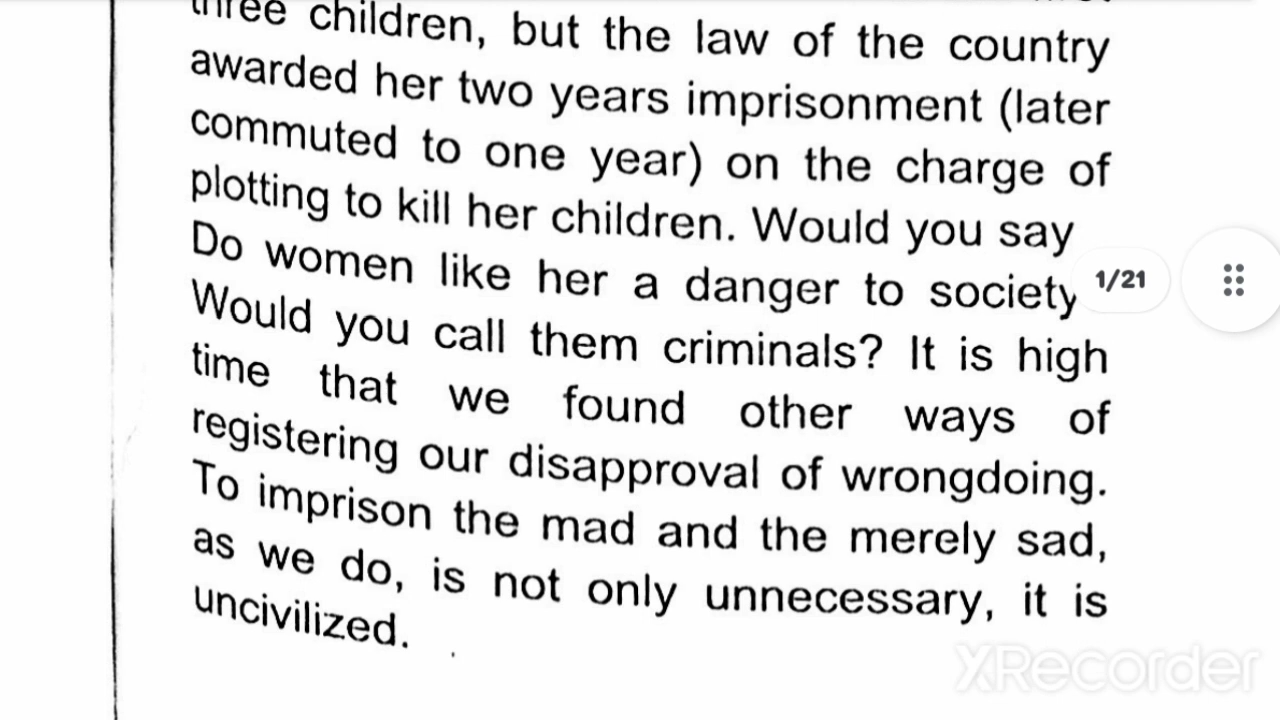 three children, but the law of the country
awarded her two years imprisonment (later
commuted to one year) on the charge of
plotting to kill her children. Would you say
Do women like her a danger to society
Would you call them criminals? It is high
time that we found other ways of
registering our disapproval of wrongdoing.
To imprison the mad and the merely sad,
as we do, is not only unnecessary, it is
uncivilized.
1/21
XRecorder